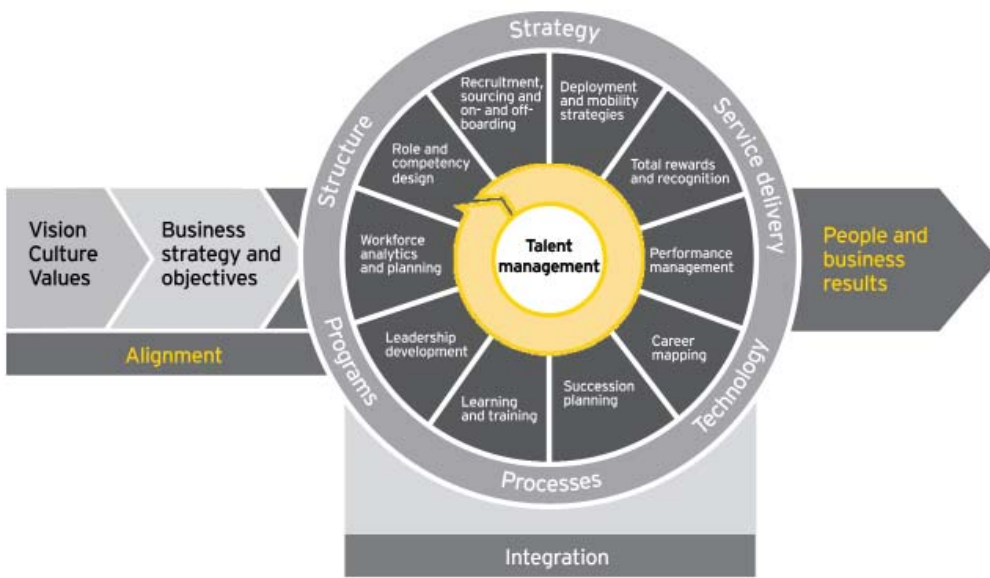 Strategy
Structure
Service delivery
Programs
Technology
Processes
Recruitment,
sourcing and
on- and off-
boarding
Deployment
and mobility
strategies
Role and
competency
design
Total rewards
and recognition
Workforce
analytics
and planning
Talent
management
Performance
management
Leadership
development
Career
mapping
Learning
and training
Succession
planning
Vision
Culture
Values
Business
strategy and
objectives
People and
business
results
Alignment
Integration